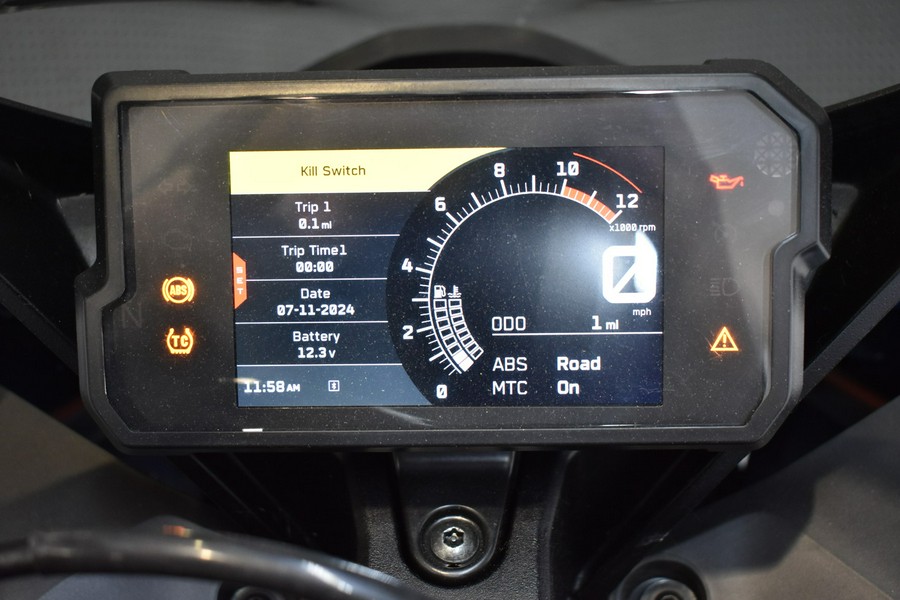 Kill Switch
Trip 1
0.1 mi
Trip Time1
00:00
Date
07-11-2024
Battery
12.3 v
11:58 AM
SET
0
2
4
6
8
10
12
x1000 rpm
0
mph
ODO 1 mi
ABS Road
MTC On
ABS
TC
N